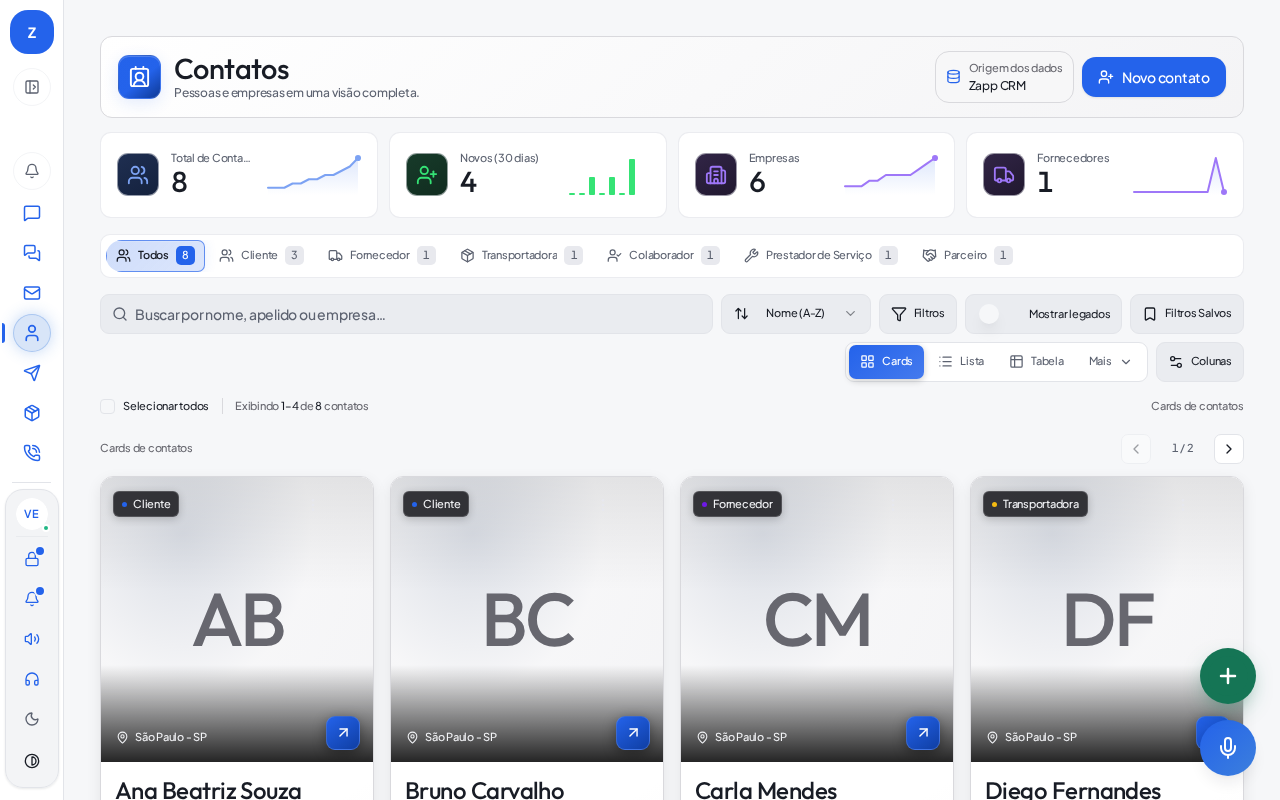 Z
Contatos
Pessoas e empresas em uma visão completa.
Origem dos dados
Zapp CRM
Novo contato
Total de Conta...
8
Novos (30 dias)
4
Empresas
6
Fornecedores
1
Todos 8
Cliente 3
Fornecedor 1
Transportadora 1
Colaborador 1
Prestador de Serviço 1
Parceiro 1
Buscar por nome, apelido ou empresa...
Nome (A-Z)
Filtros
Mostrar legados
Filtros Salvos
Cards
Lista
Tabela
Mais
Colunas
Selecionar todos
Exibindo 1–4 de 8 contatos
Cards de contatos
Cards de contatos
1 / 2
VE
Cliente
AB
São Paulo - SP
Ana Beatriz Souza
Cliente
BC
São Paulo - SP
Bruno Carvalho
Fornecedor
CM
São Paulo - SP
Carla Mendes
Transportadora
DF
São Paulo - SP
Diego Fernandes